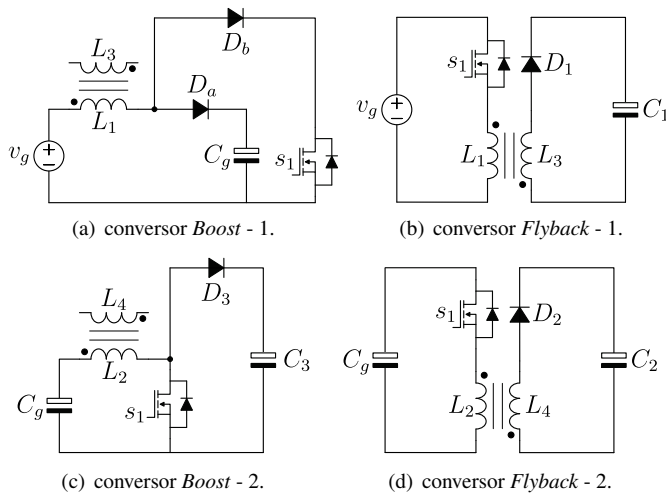 L3
Db
Da
L1
vg
Cg
s1
(a) conversor Boost - 1.
s1
D1
vg
C1
L1
L3
(b) conversor Flyback - 1.
D3
L4
L2
C3
Cg
s1
(c) conversor Boost - 2.
s1
D2
Cg
C2
L2
L4
(d) conversor Flyback - 2.